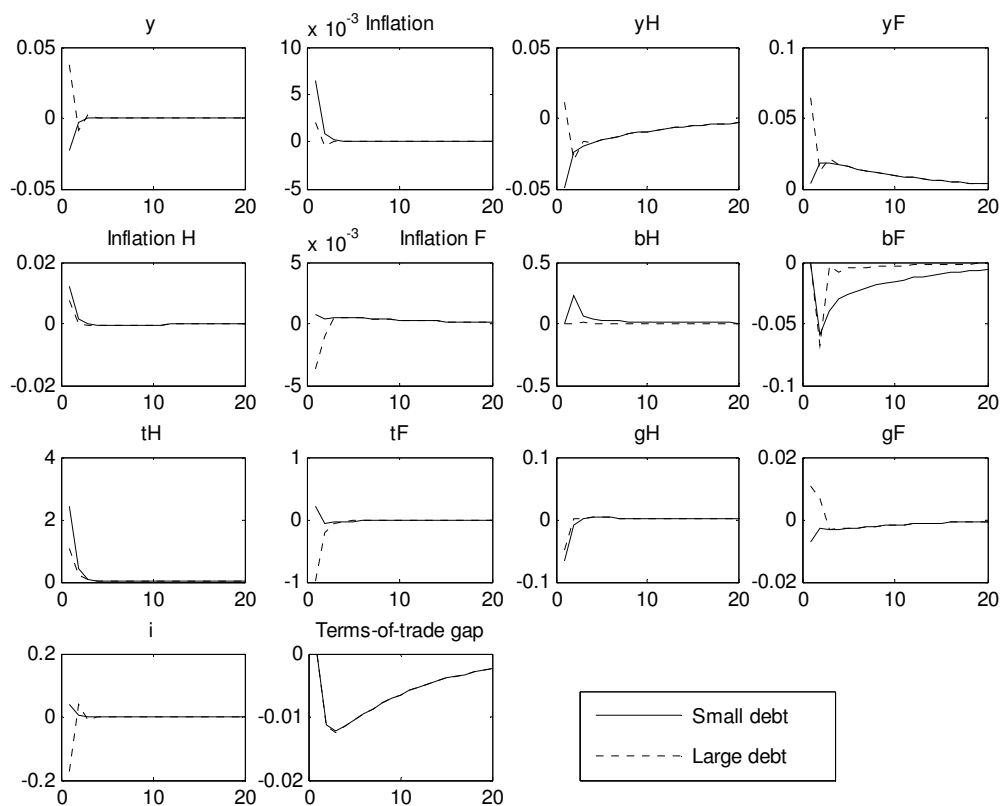 y
x 10^-3 Inflation
yH
yF
0.05
0
-0.05
0 10 20
10
5
0
-5
0 10 20
0.05
0
-0.05
0 10 20
0.1
0.05
0
0 10 20
Inflation H
x 10^-3 Inflation F
bH
bF
0.02
0
-0.02
0 10 20
5
0
-5
0 10 20
0.5
0
-0.5
0 10 20
0
-0.05
-0.1
0 10 20
tH
tF
gH
gF
4
2
0
0 10 20
1
0
-1
0 10 20
0.1
0
-0.1
0 10 20
0.02
0
-0.02
0 10 20
i
Terms-of-trade gap
0.2
0
-0.2
0 10 20
0
-0.01
-0.02
0 10 20
Small debt
Large debt